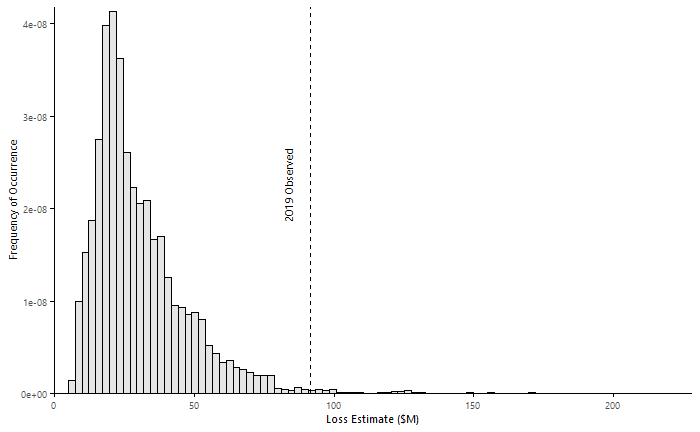 4e-08
3e-08
2e-08
1e-08
0e+00
Frequency of Occurrence
2019 Observed
0
50
100
150
200
Loss Estimate ($M)